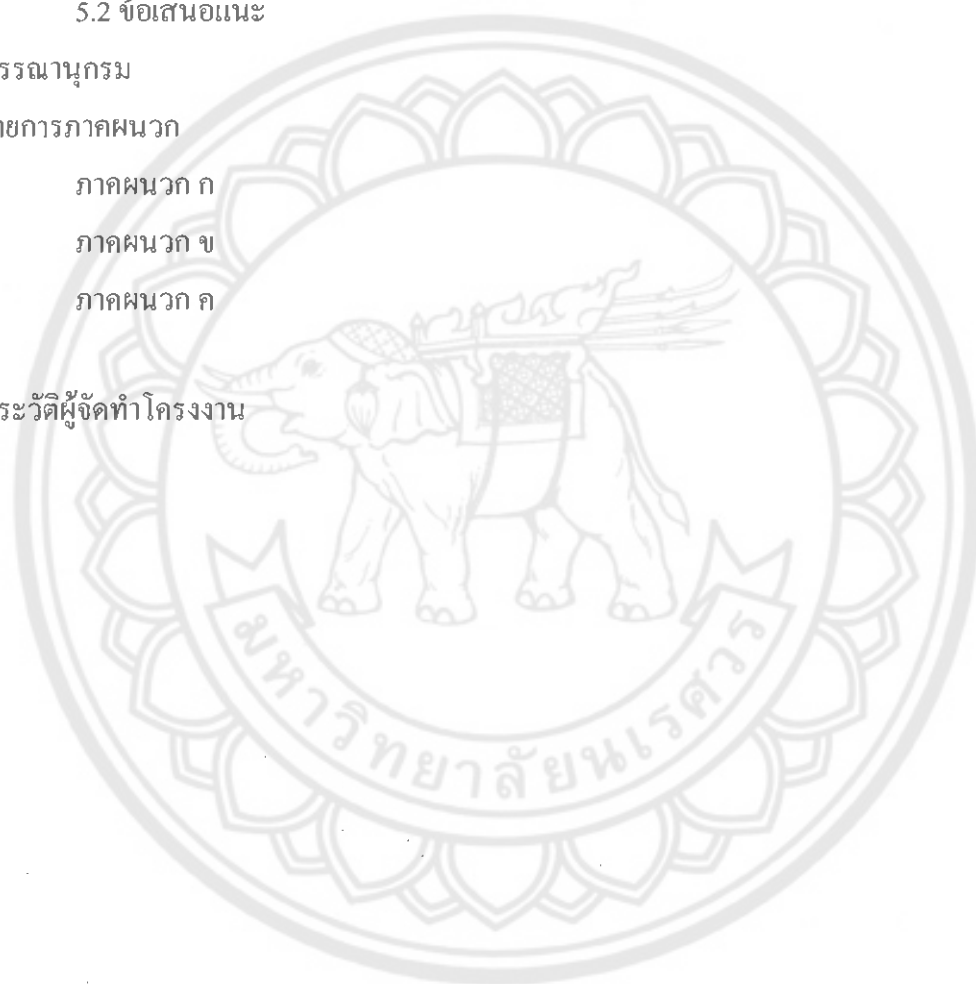 5.2 ข้อเสนอแนะ
รรณานุกรม
ายการภาคผนวก
ภาคผนวก ก
ภาคผนวก ข
ภาคผนวก ค
ระวัติผู้จัดทำโครงงาน
มหาวิทยาลัยนเรศวร